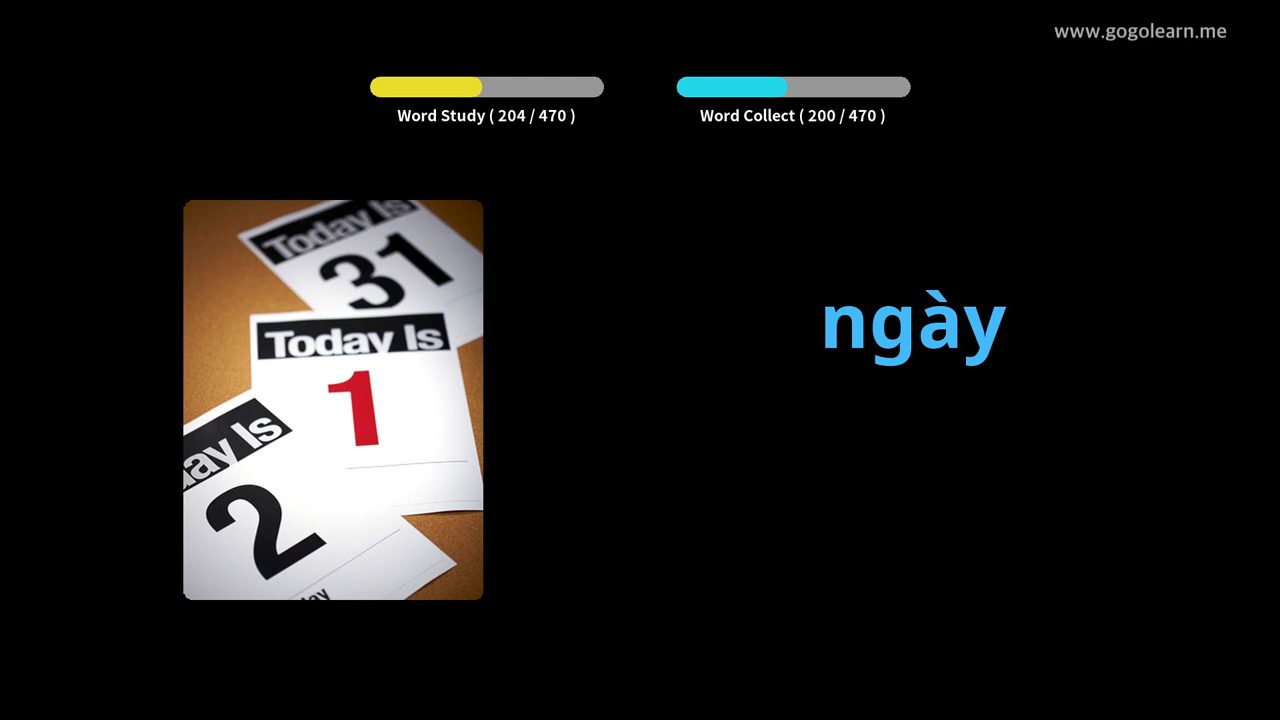 www.gogolearn.me
Word Study ( 204 / 470 )
Word Collect ( 200 / 470 )
Today Is
31
Today Is
1
ay Is
2
ngày